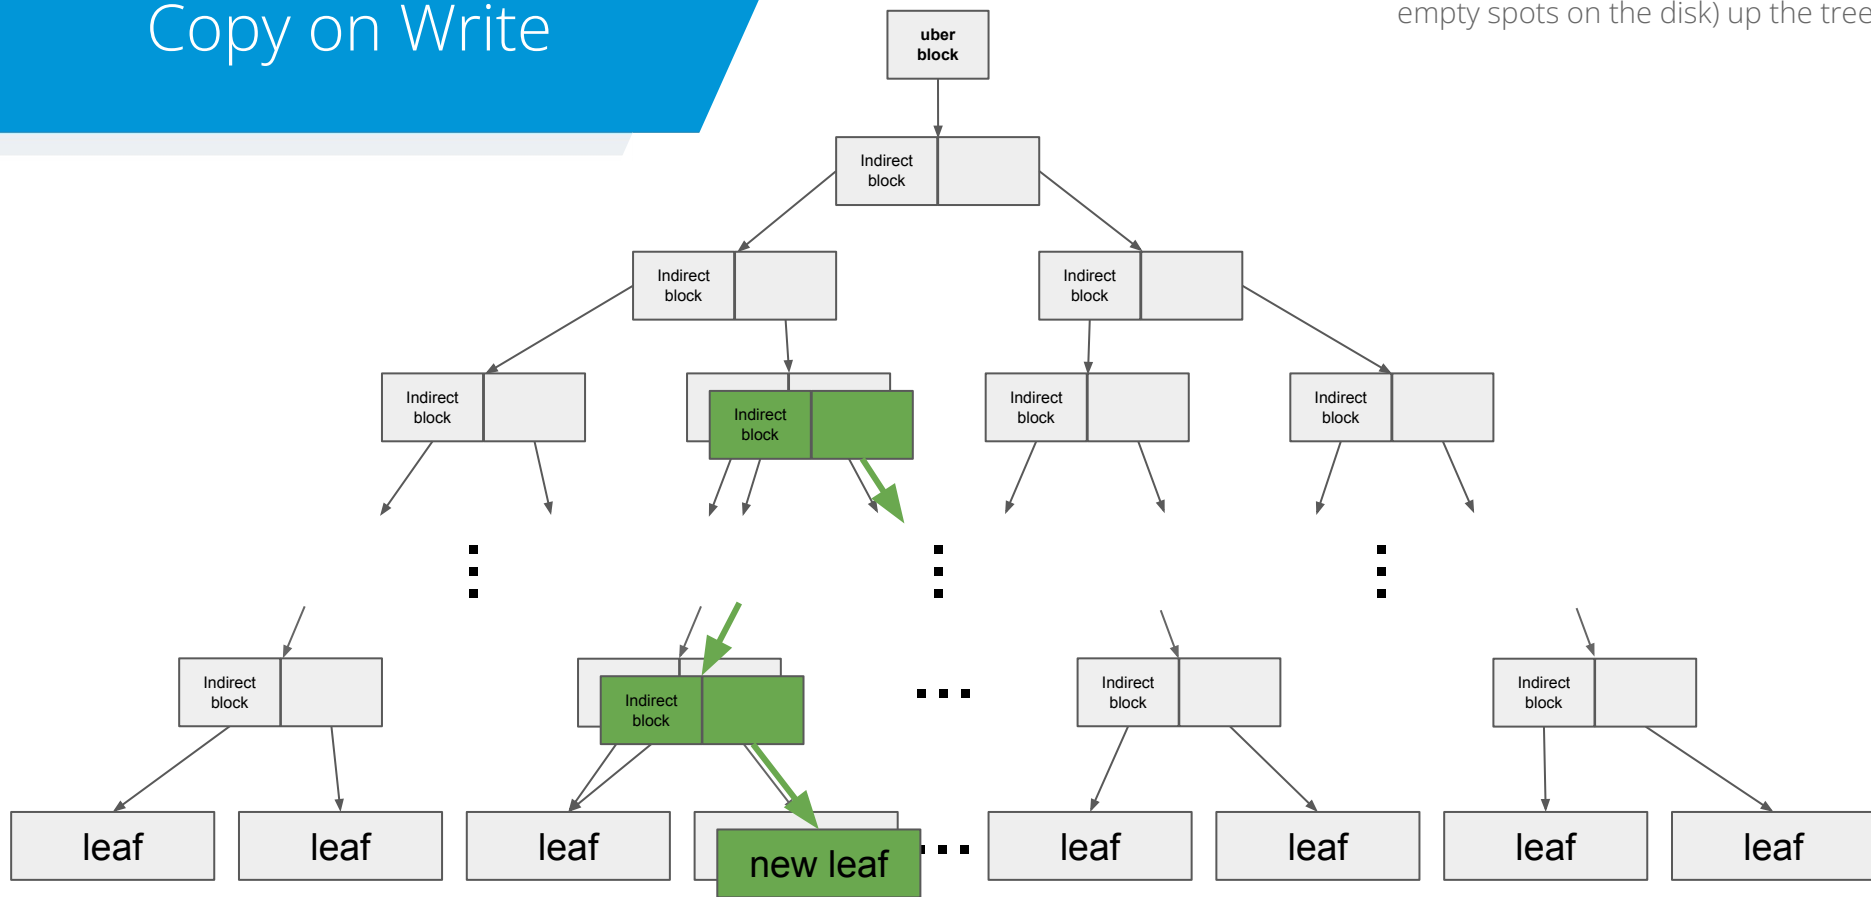 Copy on Write
empty spots on the disk) up the tree
uber
block
Indirect
block
Indirect
block
Indirect
block
Indirect
block
Indirect
block
Indirect
block
Indirect
block
Indirect
block
Indirect
block
Indirect
block
Indirect
block
leaf
leaf
leaf
new leaf
leaf
leaf
leaf
leaf